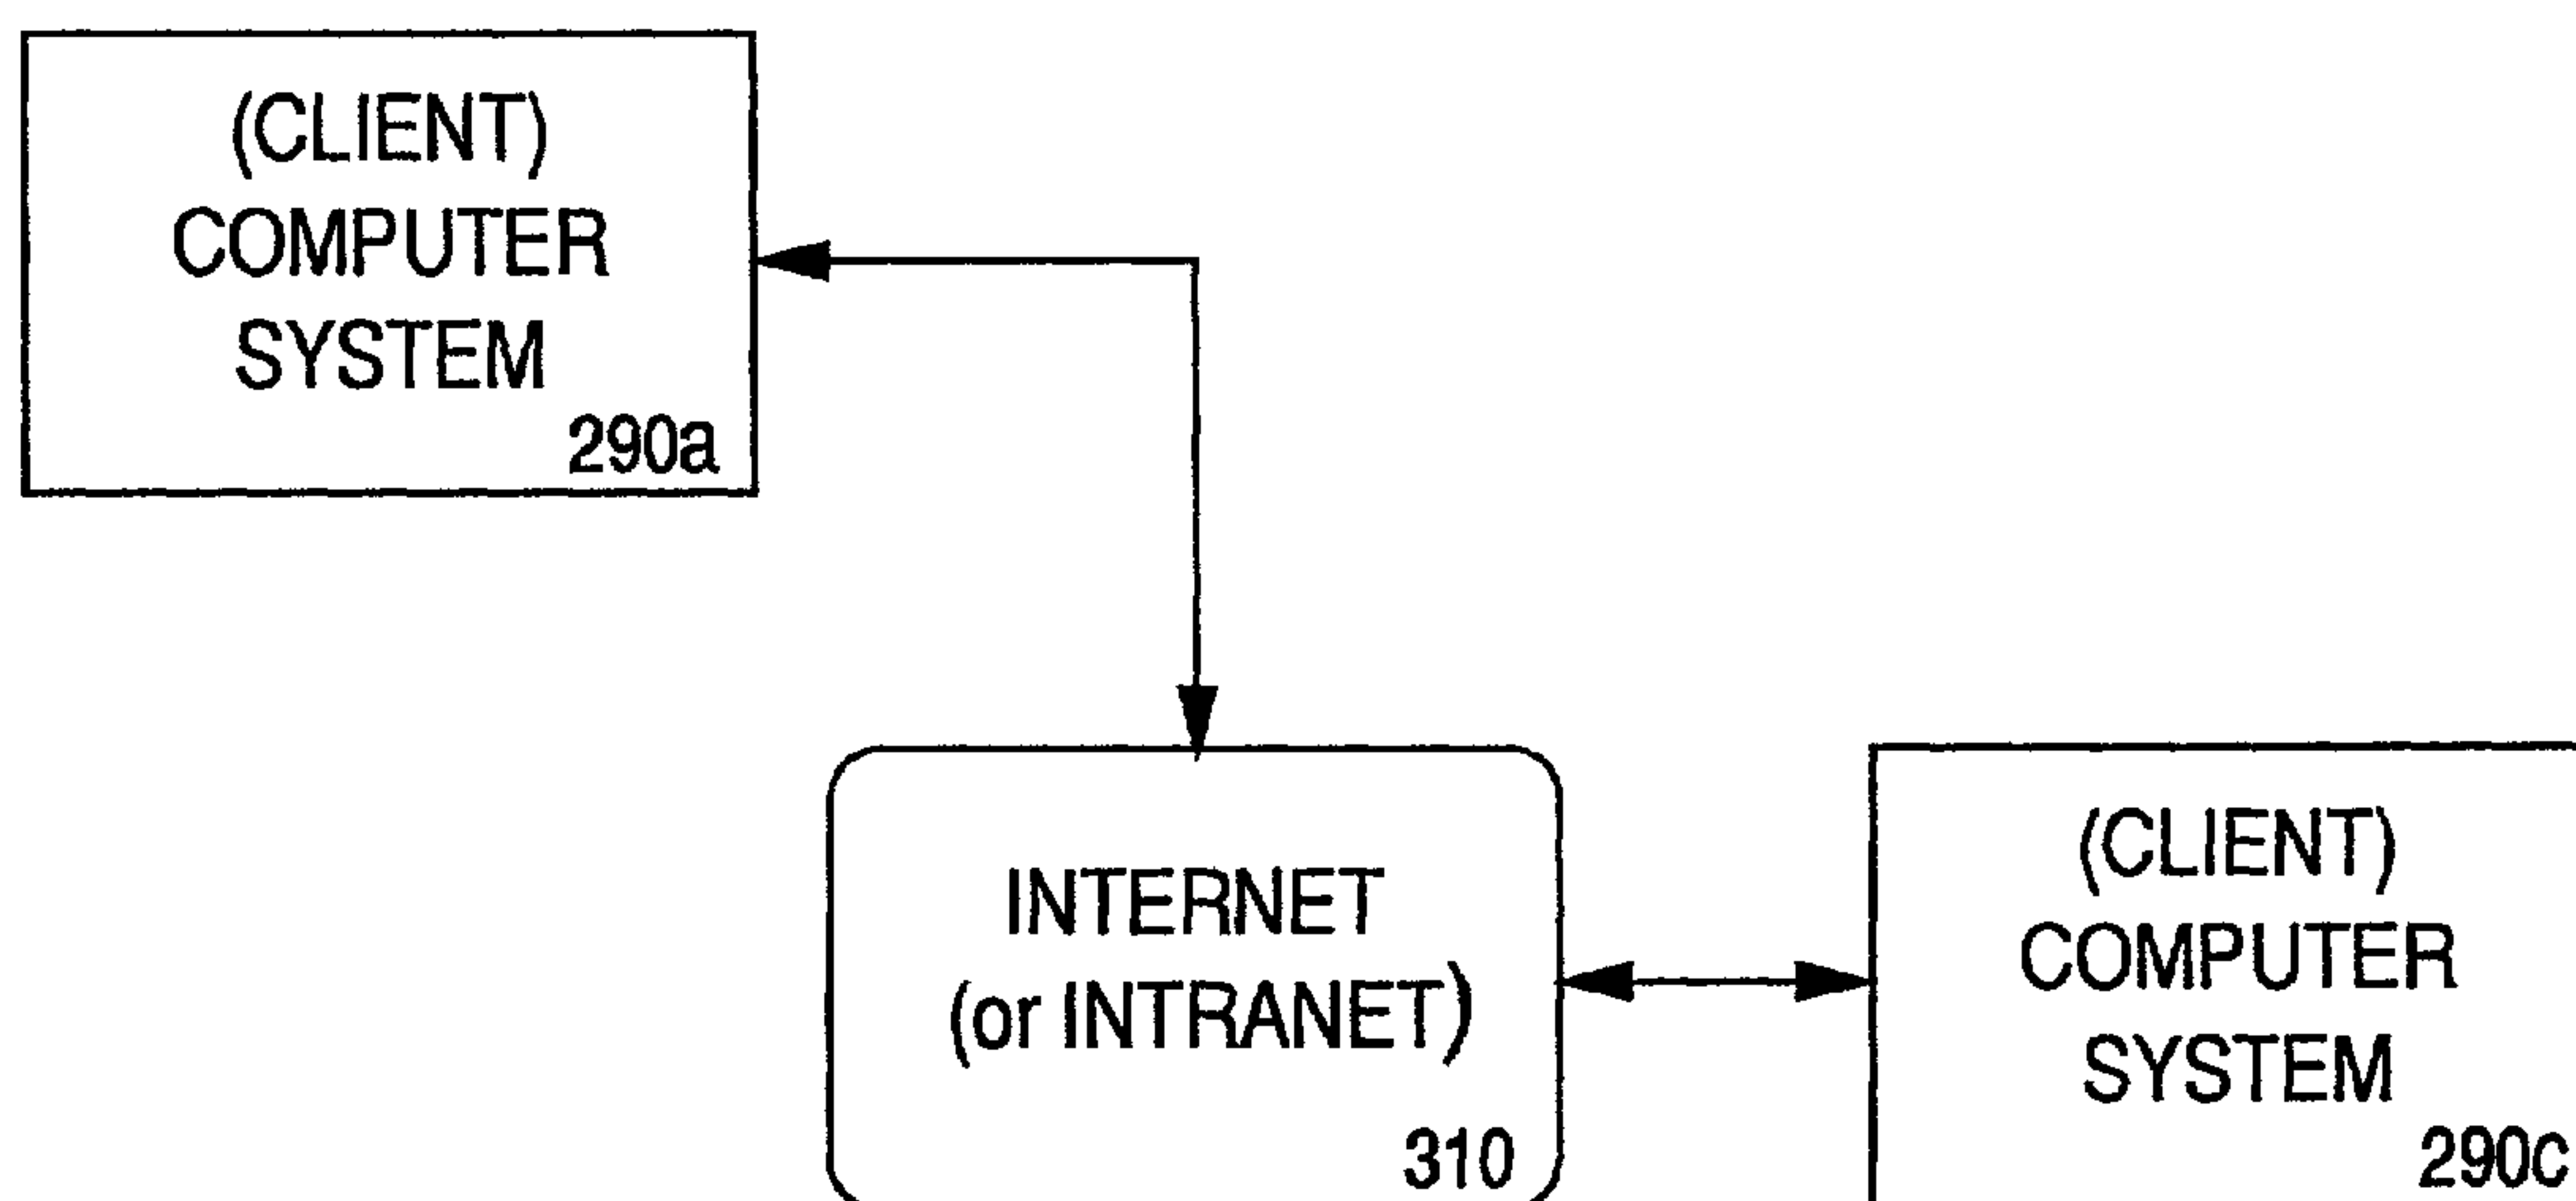 (CLIENT)
COMPUTER
SYSTEM
290a
INTERNET
(or INTRANET)
310
(CLIENT)
COMPUTER
SYSTEM
290c